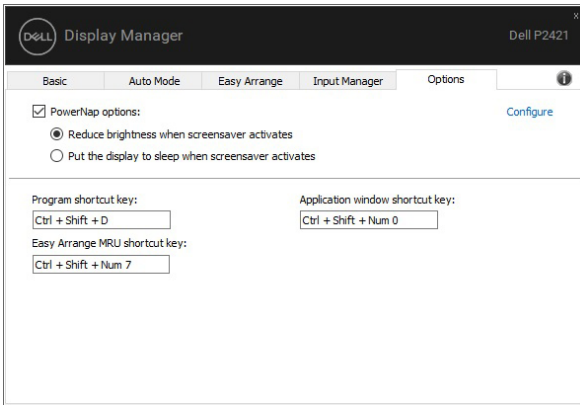 DELL Display Manager Dell P2421
Basic Auto Mode Easy Arrange Input Manager Options
PowerNap options: Configure
Reduce brightness when screensaver activates
Put the display to sleep when screensaver activates
Program shortcut key: Application window shortcut key:
Ctrl + Shift + D Ctrl + Shift + Num 0
Easy Arrange MRU shortcut key:
Ctrl + Shift + Num 7